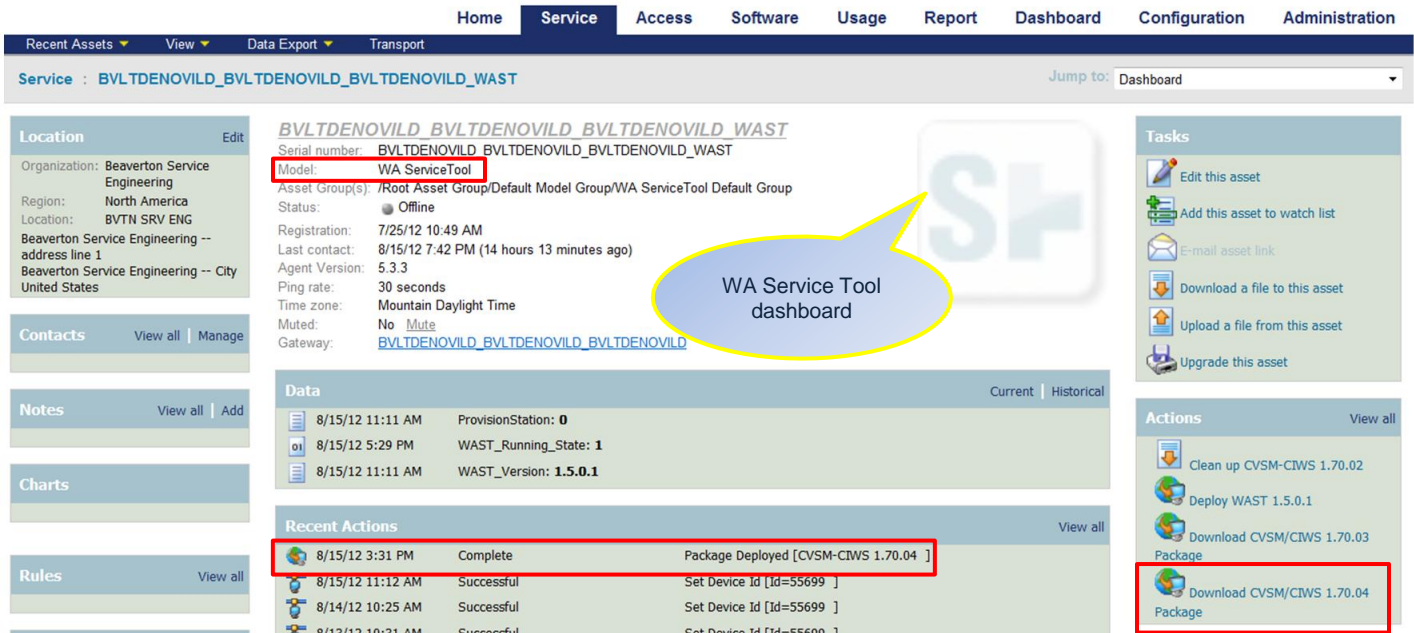 Home Service Access Software Usage Report Dashboard Configuration Administration
Recent Assets View Data Export Transport
Service : BVLTDENOVILD_BVLTDENOVILD_BVLTDENOVILD_WAST
Jump to: Dashboard
Location Edit
Organization: Beaverton Service
Engineering
Region: North America
Location: BVTN SRV ENG
Beaverton Service Engineering --
address line 1
Beaverton Service Engineering -- City
United States
Contacts View all | Manage
Notes View all | Add
Charts
Rules View all
BVLTDENOVILD_BVLTDENOVILD_BVLTDENOVILD_WAST
Serial number: BVLTDENOVILD_BVLTDENOVILD_BVLTDENOVILD_WAST
Model: WA ServiceTool
Asset Group(s): /Root Asset Group/Default Model Group/WA ServiceTool Default Group
Status: Offline
Registration: 7/25/12 10:49 AM
Last contact: 8/15/12 7:42 PM (14 hours 13 minutes ago)
Agent Version: 5.3.3
Ping rate: 30 seconds
Time zone: Mountain Daylight Time
Muted: No Mute
Gateway: BVLTDENOVILD_BVLTDENOVILD_BVLTDENOVILD
WA Service Tool
dashboard
Data Current | Historical
8/15/12 11:11 AM ProvisionStation: 0
8/15/12 5:29 PM WAST_Running_State: 1
8/15/12 11:11 AM WAST_Version: 1.5.0.1
Recent Actions View all
8/15/12 3:31 PM Complete Package Deployed [CVSM-CIWS 1.70.04 ]
8/15/12 11:12 AM Successful Set Device Id [Id=55699 ]
8/14/12 10:25 AM Successful Set Device Id [Id=55699 ]
8/13/12 10:31 AM Successful Set Device Id [Id=55699 ]
Tasks
Edit this asset
Add this asset to watch list
E-mail asset link
Download a file to this asset
Upload a file from this asset
Upgrade this asset
Actions View all
Clean up CVSM-CIWS 1.70.02
Deploy WAST 1.5.0.1
Download CVSM/CIWS 1.70.03
Package
Download CVSM/CIWS 1.70.04
Package